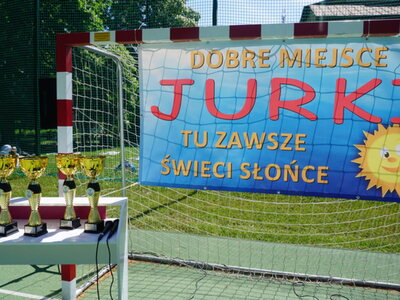 DOBRE MIEJSCE
JURKI
TU ZAWSZE
ŚWIECI SŁOŃCE